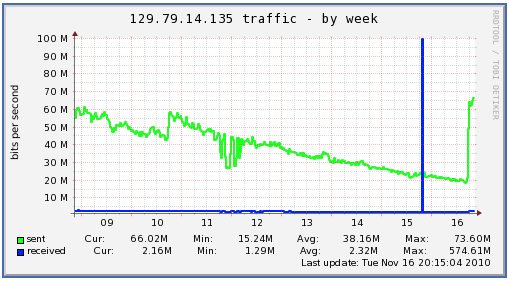 129.79.14.135 traffic - by week
RRDTOOL / TOBI OETIKER
bits per second
100 M
90 M
80 M
70 M
60 M
50 M
40 M
30 M
20 M
10 M
09 10 11 12 13 14 15 16
sent Cur: 66.02M Min: 15.24M Avg: 38.16M Max: 73.60M
received Cur: 2.16M Min: 1.29M Avg: 2.32M Max: 574.61M
Last update: Tue Nov 16 20:15:04 2010